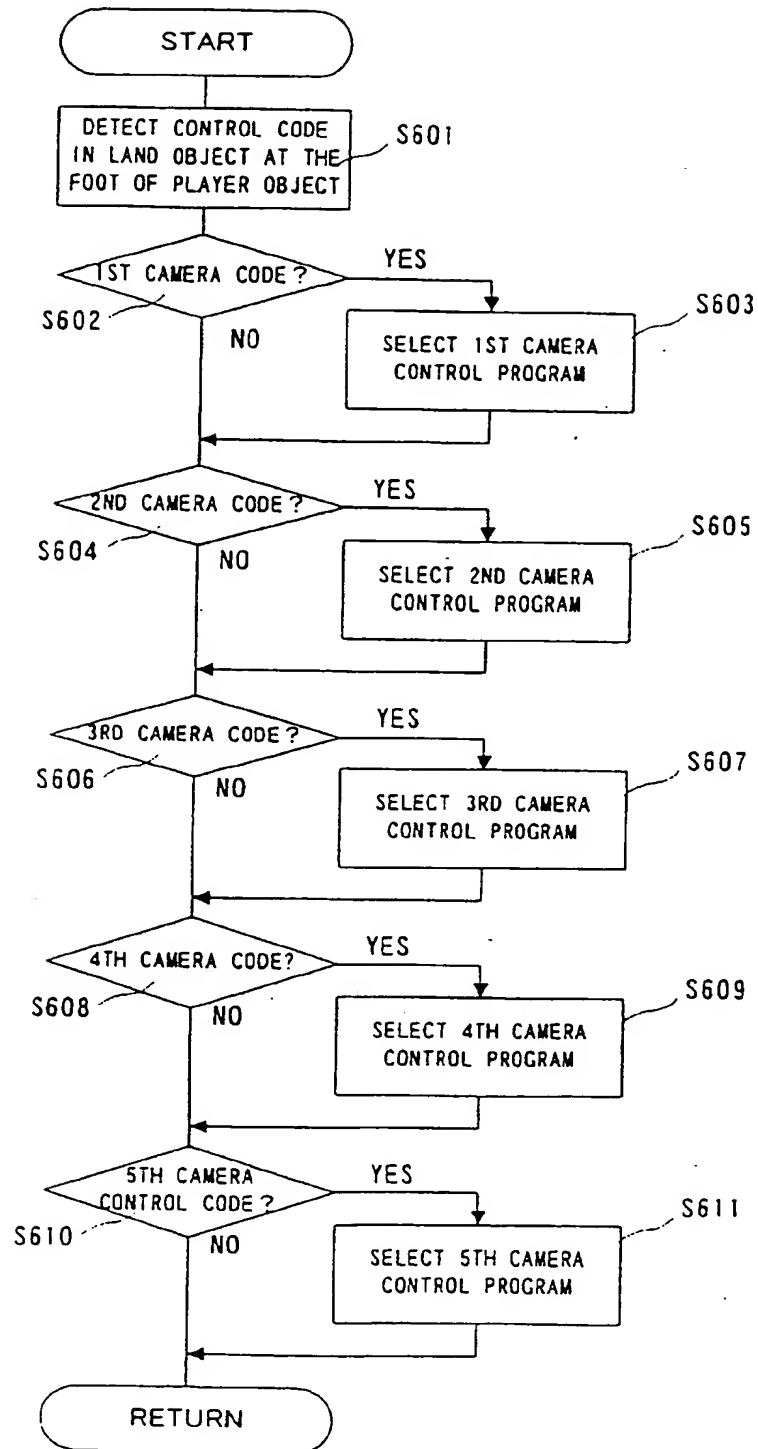 START
DETECT CONTROL CODE
IN LAND OBJECT AT THE
FOOT OF PLAYER OBJECT
S601
1ST CAMERA CODE?
YES
S602
NO
S603
SELECT 1ST CAMERA
CONTROL PROGRAM
2ND CAMERA CODE?
YES
S604
NO
S605
SELECT 2ND CAMERA
CONTROL PROGRAM
3RD CAMERA CODE?
YES
S606
NO
S607
SELECT 3RD CAMERA
CONTROL PROGRAM
4TH CAMERA CODE?
YES
S608
NO
S609
SELECT 4TH CAMERA
CONTROL PROGRAM
5TH CAMERA
CONTROL CODE?
YES
S610
NO
S611
SELECT 5TH CAMERA
CONTROL PROGRAM
RETURN